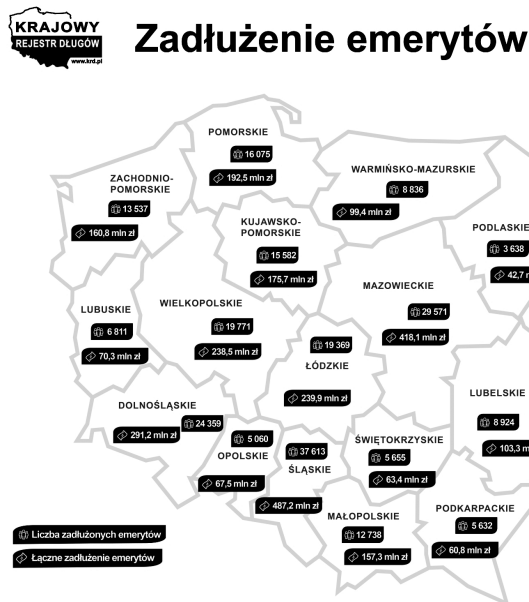 KRAJOWY
REJESTR DŁUGÓW
www.krd.pl
Zadłużenie emerytów
POMORSKIE
16 075
192,5 mln zł
ZACHODNIO-
POMORSKIE
13 537
160,8 mln zł
WARMIŃSKO-MAZURSKIE
8 836
99,4 mln zł
KUJAWSKO-
POMORSKIE
15 582
175,7 mln zł
PODLASKIE
3 638
42,7 m
MAZOWIECKIE
29 571
418,1 mln zł
LUBUSKIE
6 811
70,3 mln zł
WIELKOPOLSKIE
19 771
238,5 mln zł
19 369
ŁÓDZKIE
239,9 mln zł
DOLNOŚLĄSKIE
24 359
291,2 mln zł
LUBELSKIE
8 924
103,3 m
5 060
OPOLSKIE
67,5 mln zł
37 613
ŚLĄSKIE
487,2 mln zł
ŚWIĘTOKRZYSKIE
5 655
63,4 mln zł
MAŁOPOLSKIE
12 738
157,3 mln zł
PODKARPACKIE
5 632
60,8 mln zł
Liczba zadłużonych emerytów
Łączne zadłużenie emerytów